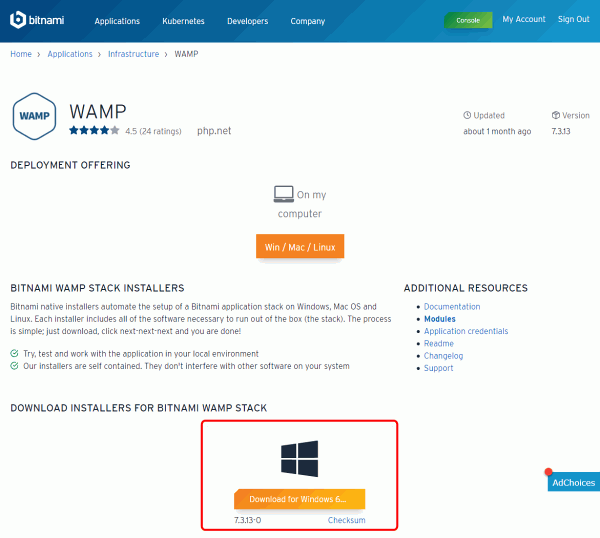 bitnami
Applications
Kubernetes
Developers
Company
Console
My Account
Sign Out
Home › Applications › Infrastructure › WAMP
WAMP
WAMP
4.5 (24 ratings)
php.net
Updated
about 1 month ago
Version
7.3.13
DEPLOYMENT OFFERING
On my
computer
Win / Mac / Linux
BITNAMI WAMP STACK INSTALLERS
Bitnami native installers automate the setup of a Bitnami application stack on Windows, Mac OS and
Linux. Each installer includes all of the software necessary to run out of the box (the stack). The process
is simple; just download, click next-next-next and you are done!
Try, test and work with the application in your local environment
Our installers are self contained. They don't interfere with other software on your system
ADDITIONAL RESOURCES
Documentation
Modules
Application credentials
Readme
Changelog
Support
DOWNLOAD INSTALLERS FOR BITNAMI WAMP STACK
Download for Windows 6...
7.3.13-0
Checksum
AdChoices